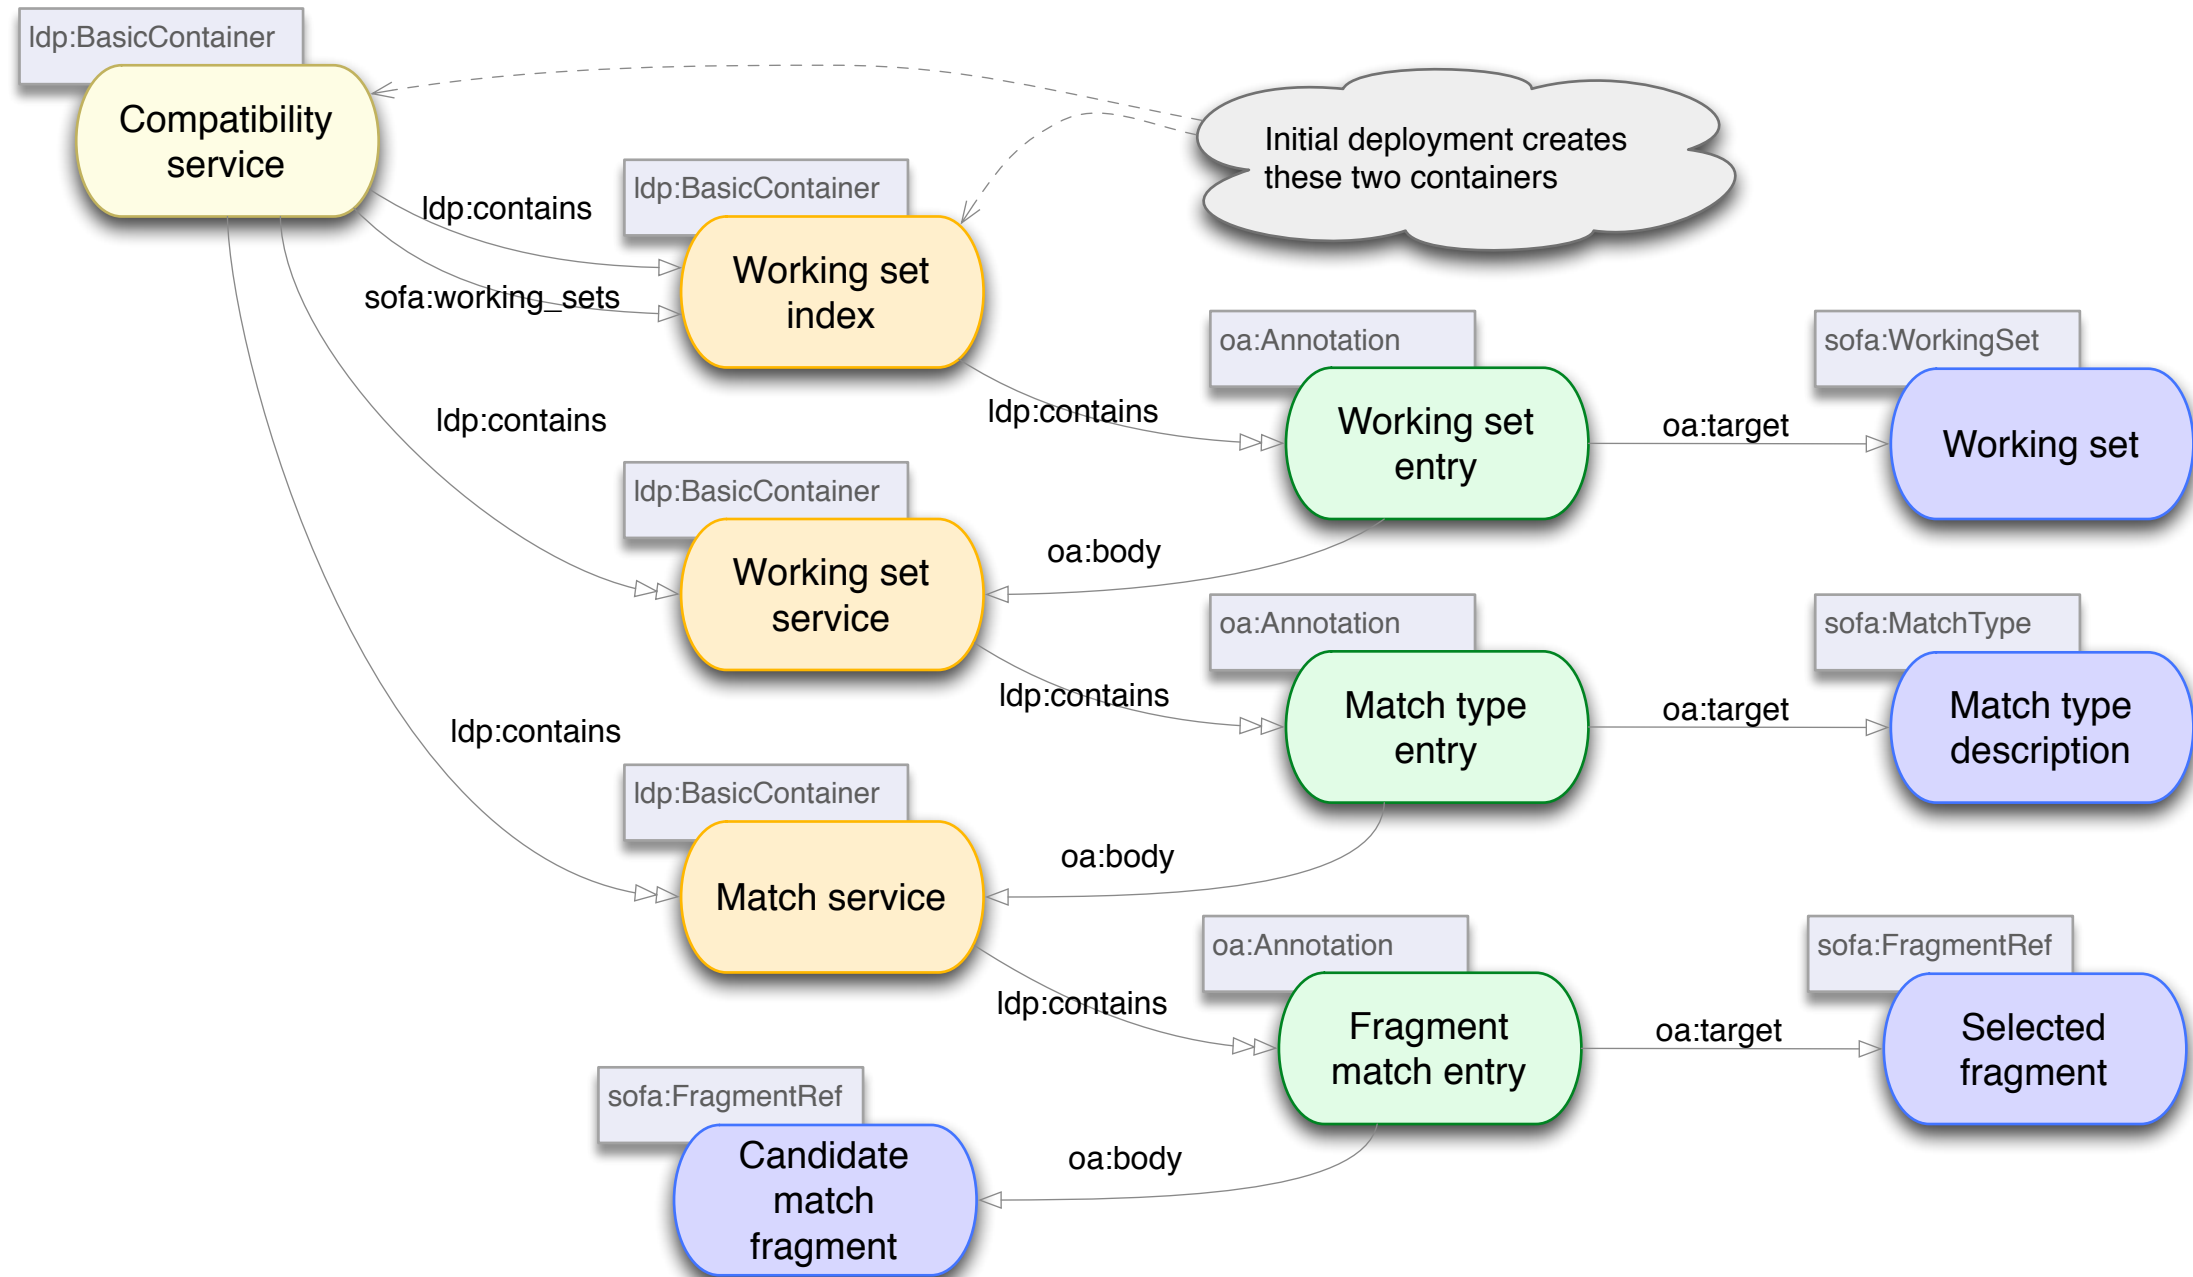 ldp:BasicContainer
Compatibility
service
Initial deployment creates
these two containers
ldp:contains
sofa:working_sets
ldp:BasicContainer
Working set
index
ldp:contains
oa:Annotation
Working set
entry
oa:target
sofa:WorkingSet
Working set
ldp:contains
ldp:BasicContainer
Working set
service
oa:body
ldp:contains
oa:Annotation
Match type
entry
oa:target
sofa:MatchType
Match type
description
ldp:contains
ldp:BasicContainer
Match service
oa:body
ldp:contains
oa:Annotation
Fragment
match entry
oa:target
sofa:FragmentRef
Selected
fragment
sofa:FragmentRef
Candidate
match
fragment
oa:body